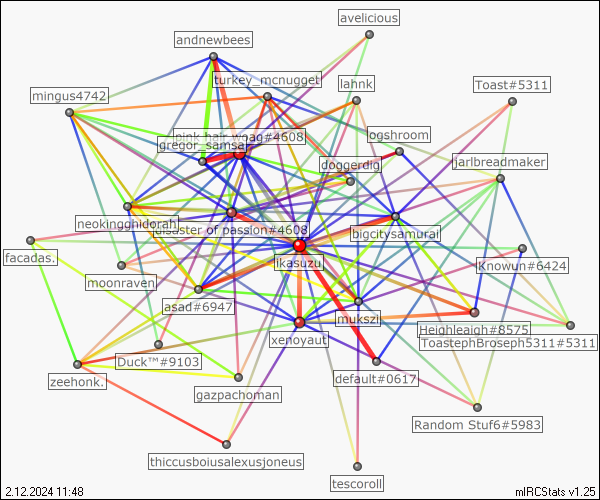 avelicious
andnewbees
turkey_mcnugget
lahnk
Toast#5311
mingus4742
pink hair woag#4608
logshroom
gregor_samsa
doggerdig
jarlbreadmaker
neokingghidorah
disaster of passion#4608
bigcitysamurai
facadas.
ikasuzu
Knowun#6424
moonraven
asad#6947
mukszi
Heighleaigh#8575
xenoyaut
ToastephBroseph5311#5311
Duck™#9103
zeehonk.
default#0617
gazpachoman
Random Stuf6#5983
thiccusboiusalexusjoneus
tescoroll
2.12.2024 11:48
mIRCStats v1.25